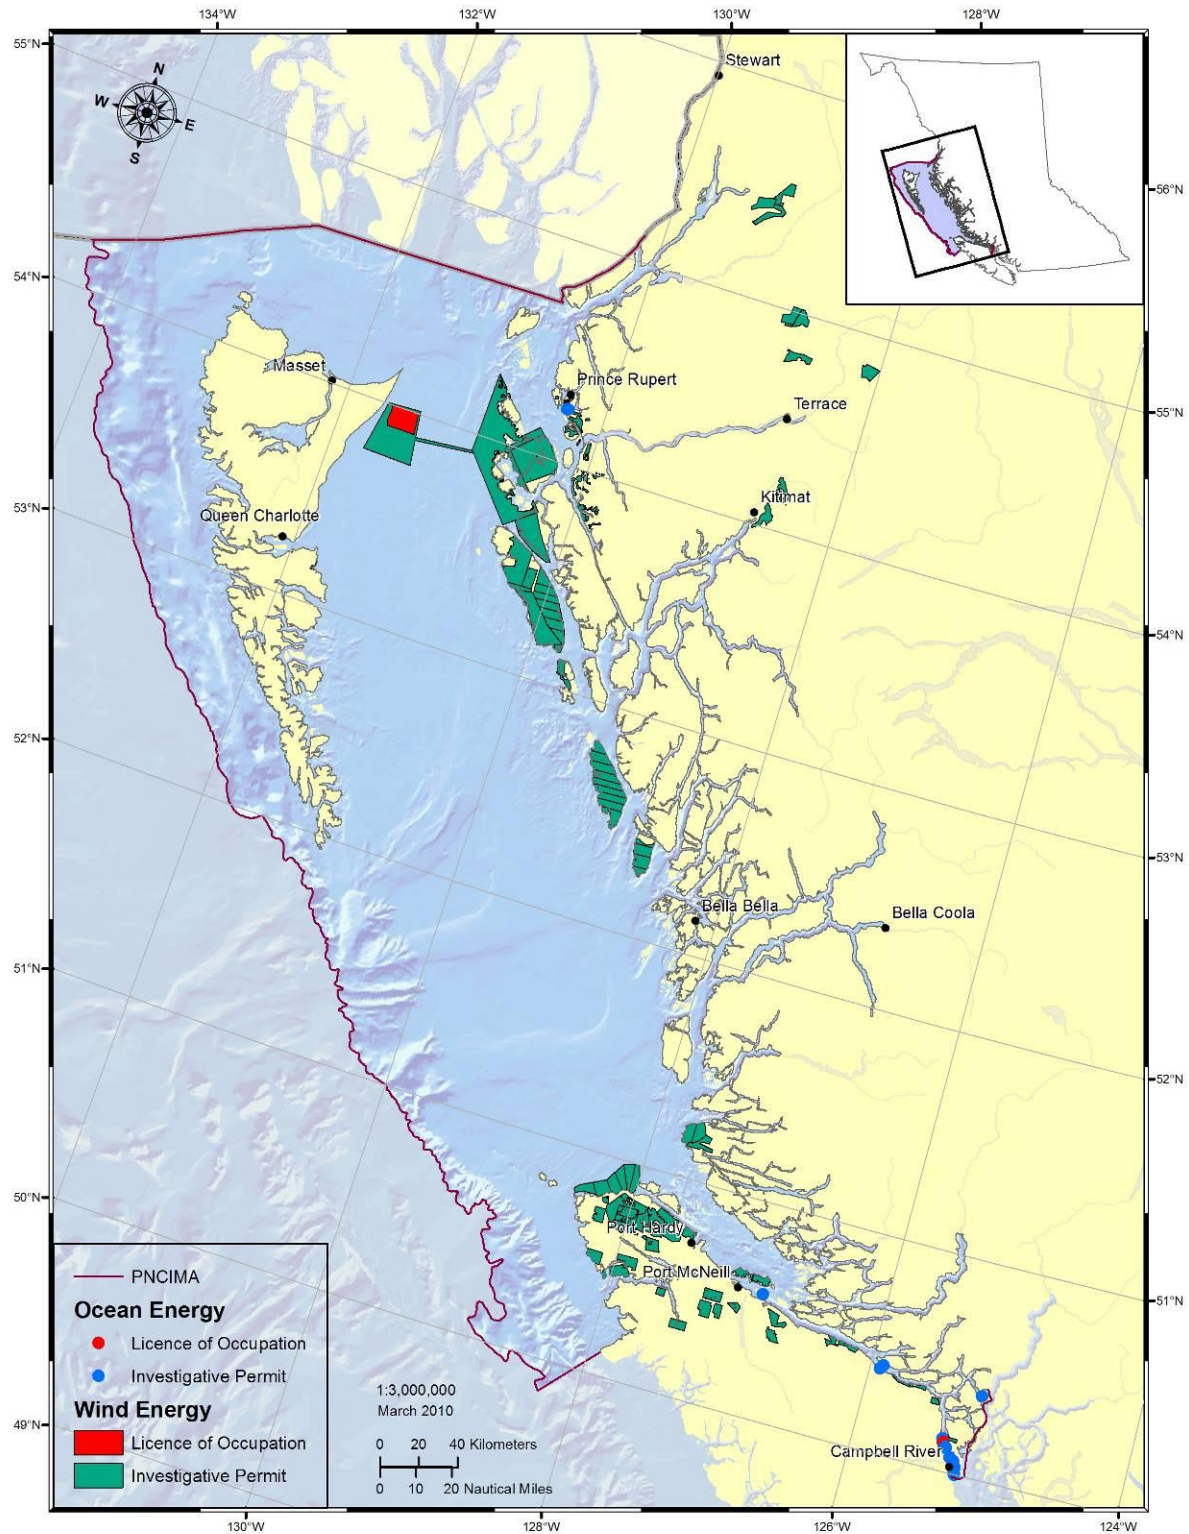 134°W
132°W
130°W
128°W
55°N
N
W
E
S
Stewart
56°N
54°N
Masset
Prince Rupert
Terrace
55°N
53°N
Queen Charlotte
Kitimat
54°N
52°N
53°N
Bella Bella
Bella Coola
51°N
52°N
50°N
Port Hardy
Port McNeill
51°N
PNCIMA
Ocean Energy
Licence of Occupation
Investigative Permit
Wind Energy
Licence of Occupation
Investigative Permit
1:3,000,000
March 2010
0 20 40 Kilometers
0 10 20 Nautical Miles
49°N
Campbell River
130°W
128°W
126°W
124°W